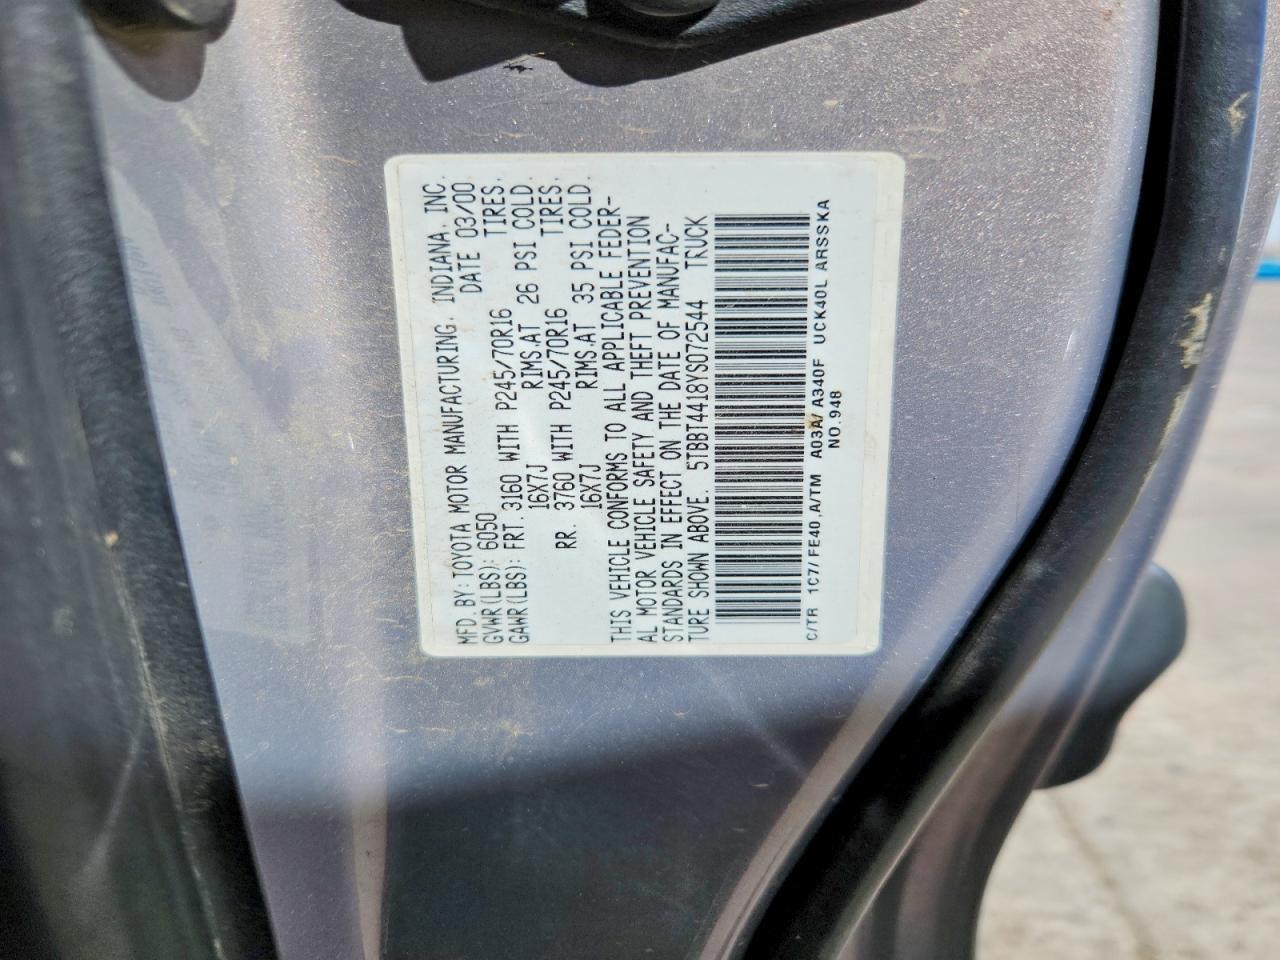 MFD. BY: TOYOTA MOTOR MANUFACTURING, INDIANA, INC.
GVWR(LBS): 6050 DATE 03/00
GAWR(LBS): FRT. 3160 WITH P245/70R16 TIRES,
16X7J RIMS,AT 26 PSI COLD.
RR. 3760 WITH P245/70R16 TIRES,
16X7J RIMS,AT 35 PSI COLD.
THIS VEHICLE CONFORMS TO ALL APPLICABLE FEDER-
AL MOTOR VEHICLE SAFETY AND THEFT PREVENTION
STANDARDS IN EFFECT ON THE DATE OF MANUFAC-
TURE SHOWN ABOVE. 5TBBT4418YS072544 TRUCK
C/TR 1C7/FE40,A/TM A03A/A340F UCK40L ARSSKA
NO.948